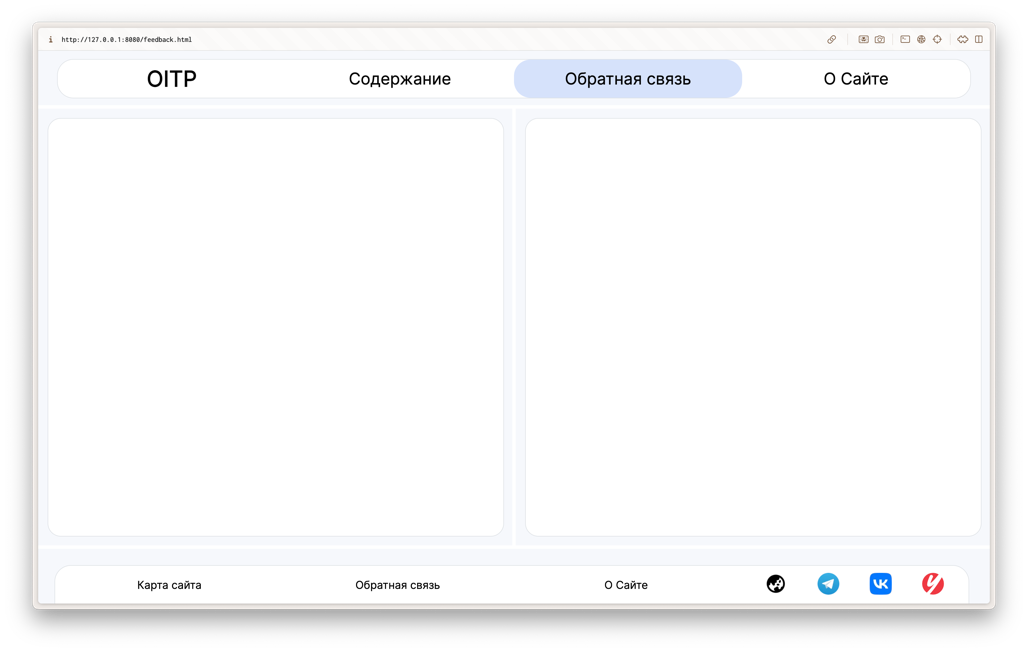 http://127.0.0.1:8080/feedback.html
OITP Содержание Обратная связь О Сайте
Карта сайта Обратная связь О Сайте